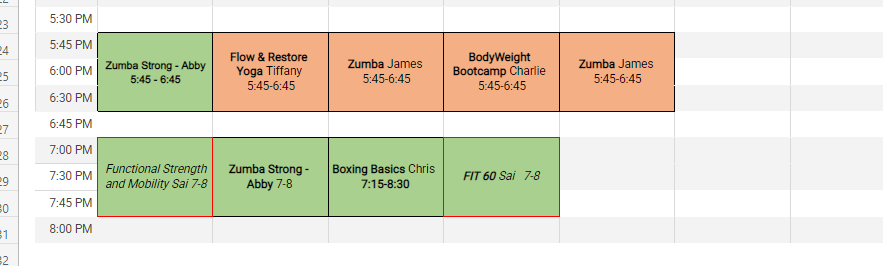 23
5:30 PM
24
5:45 PM
25
6:00 PM
26
6:30 PM
Zumba Strong - Abby
5:45 - 6:45
Flow & Restore
Yoga Tiffany
5:45-6:45
Zumba James
5:45-6:45
BodyWeight
Bootcamp Charlie
5:45-6:45
Zumba James
5:45-6:45
27
6:45 PM
28
7:00 PM
29
7:30 PM
30
7:45 PM
Functional Strength
and Mobility Sai 7-8
Zumba Strong -
Abby 7-8
Boxing Basics Chris
7:15-8:30
FIT 60 Sai 7-8
31
8:00 PM
32